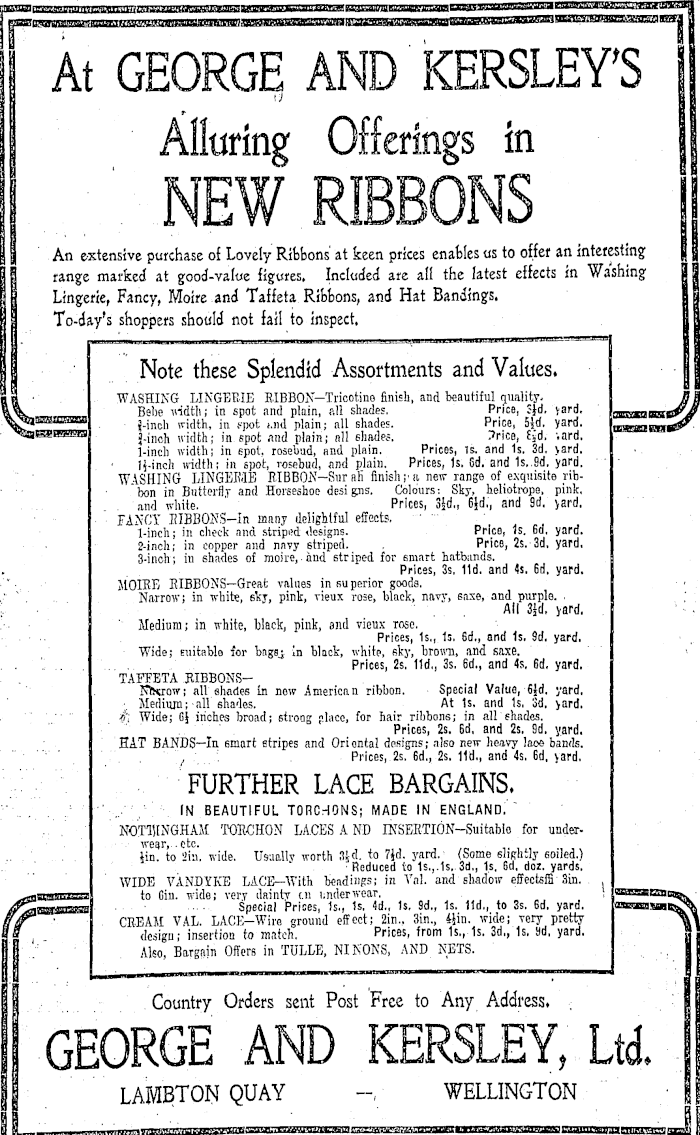 At GEORGE AND KERSLEY'S
Alluring Offerings in
NEW RIBBONS
An extensive purchase of Lovely Ribbons at keen prices enables us to offer an interesting
range marked at good-value figures. Included are all the latest effects in Washing
Lingerie, Fancy, Moire and Taffeta Ribbons, and Hat Bandings.
To-day's shoppers should not fail to inspect.
Note these Splendid Assortments and Values.
WASHING LINGERIE RIBBON—Tricotine finish, and beautiful quality.
Bebe width; in spot and plain, all shades. Price, yard.
width, in spot and plain; all shades. Price, 5½d. yard.
width; in spot and plain; all shades. Price, yard.
1-inch width; in spot, rosebud, and plain. Prices, 1s. and 1s. 3d. yard.
width; in spot, rosebud, and plain. Prices, 1s. 6d. and 1s. 9d. yard.
WASHING LINGERIE RIBBON—Surah finish; a new range of exquisite rib-
bon in Butterfly and Horseshoe designs. Colours: Sky, heliotrope, pink,
and white. Prices, 3½d., 6½d., and 9d. yard.
FANCY RIBBONS—In many delightful effects.
1-inch; in check and striped designs. Price, 1s. 6d. yard.
2-inch; in copper and navy striped. Price, 2s. 3d. yard.
3-inch; in shades of moire, and striped for smart hatbands.
Prices, 3s. 11d. and 4s. 6d. yard.
MOIRE RIBBONS—Great values in superior goods.
Narrow; in white, sky, pink, vieux rose, black, navy, saxe, and purple.
All 3½d. yard.
Medium; in white, black, pink, and vieux rose.
Prices, 1s., 1s. 6d., and 1s. 9d. yard.
Wide; suitable for bags; in black, white, sky, brown, and saxe.
Prices, 2s. 11d., 3s. 6d., and 4s. 6d. yard.
TAFFETA RIBBONS—
Narrow; all shades in new American ribbon. Special Value, 6½d. yard.
Medium; all shades. At 1s. and 1s. 3d. yard.
Wide; 6½ inches broad; strong glace, for hair ribbons; in all shades.
Prices, 2s. 6d. and 2s. 9d. yard.
HAT BANDS—In smart stripes and Oriental designs; also new heavy lace bands.
Prices, 2s. 6d., 2s. 11d., and 4s. 6d. yard.
FURTHER LACE BARGAINS.
IN BEAUTIFUL TORCHONS; MADE IN ENGLAND.
NOTTINGHAM TORCHON LACES AND INSERTION—Suitable for under-
wear, etc.
½in. to 2in. wide. Usually worth 3½d. to 7½d. yard. (Some slightly soiled.)
Reduced to 1s., 1s. 3d., 1s. 6d. doz. yards.
WIDE VANDYKE LACE—With beadings; in Val. and shadow effectsffi 3in.
to 6in. wide; very dainty on underwear.
Special Prices, 1s., 1s. 4d., 1s. 9d., 1s. 11d., to 3s. 6d. yard.
CREAM VAL. LACE—Wire ground effect; 2in., 3in., 4½in. wide; very pretty
design; insertion to match. Prices, from 1s., 1s. 3d., 1s. 9d. yard.
Also, Bargain Offers in TULLE, NINONS, AND NETS.
Country Orders sent Post Free to Any Address.
GEORGE AND KERSLEY, Ltd.
LAMBTON QUAY — WELLINGTON